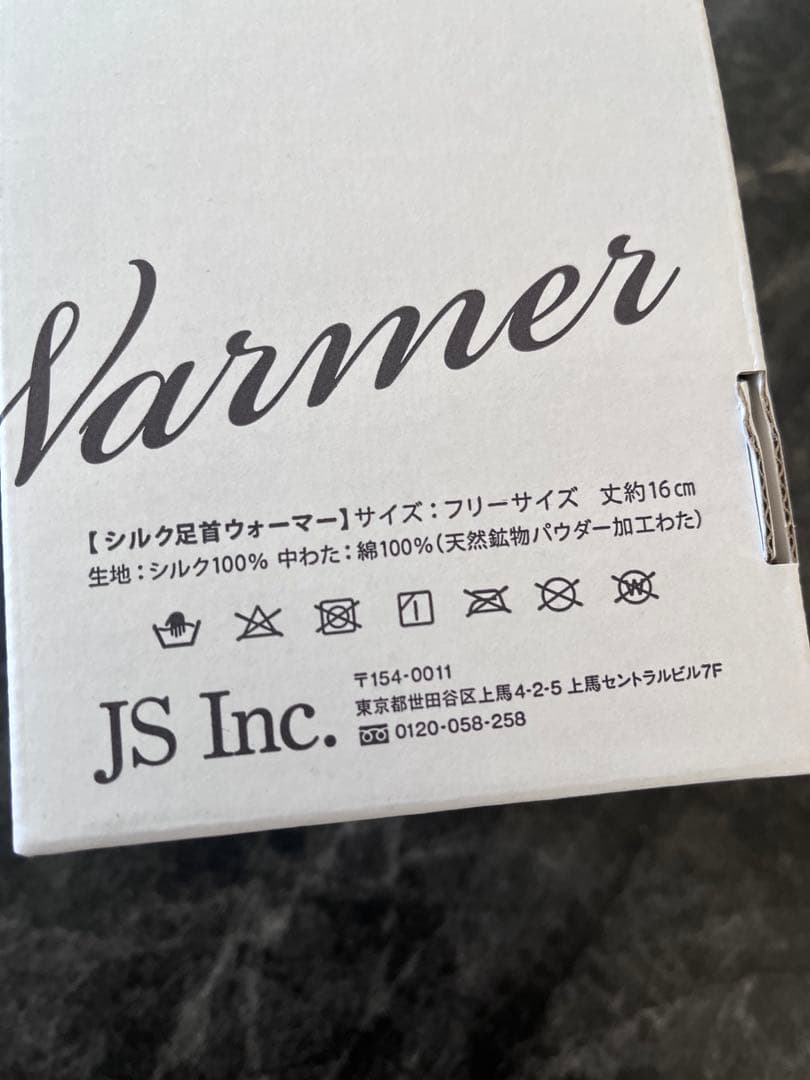 Warmer
【シルク足首ウォーマー】サイズ：フリーサイズ 丈約16㎝
生地：シルク100% 中わた：綿100%（天然鉱物パウダー加工わた）
W
JS Inc.
〒154-0011
東京都世田谷区上馬4-2-5 上馬セントラルビル7F
0120-058-258